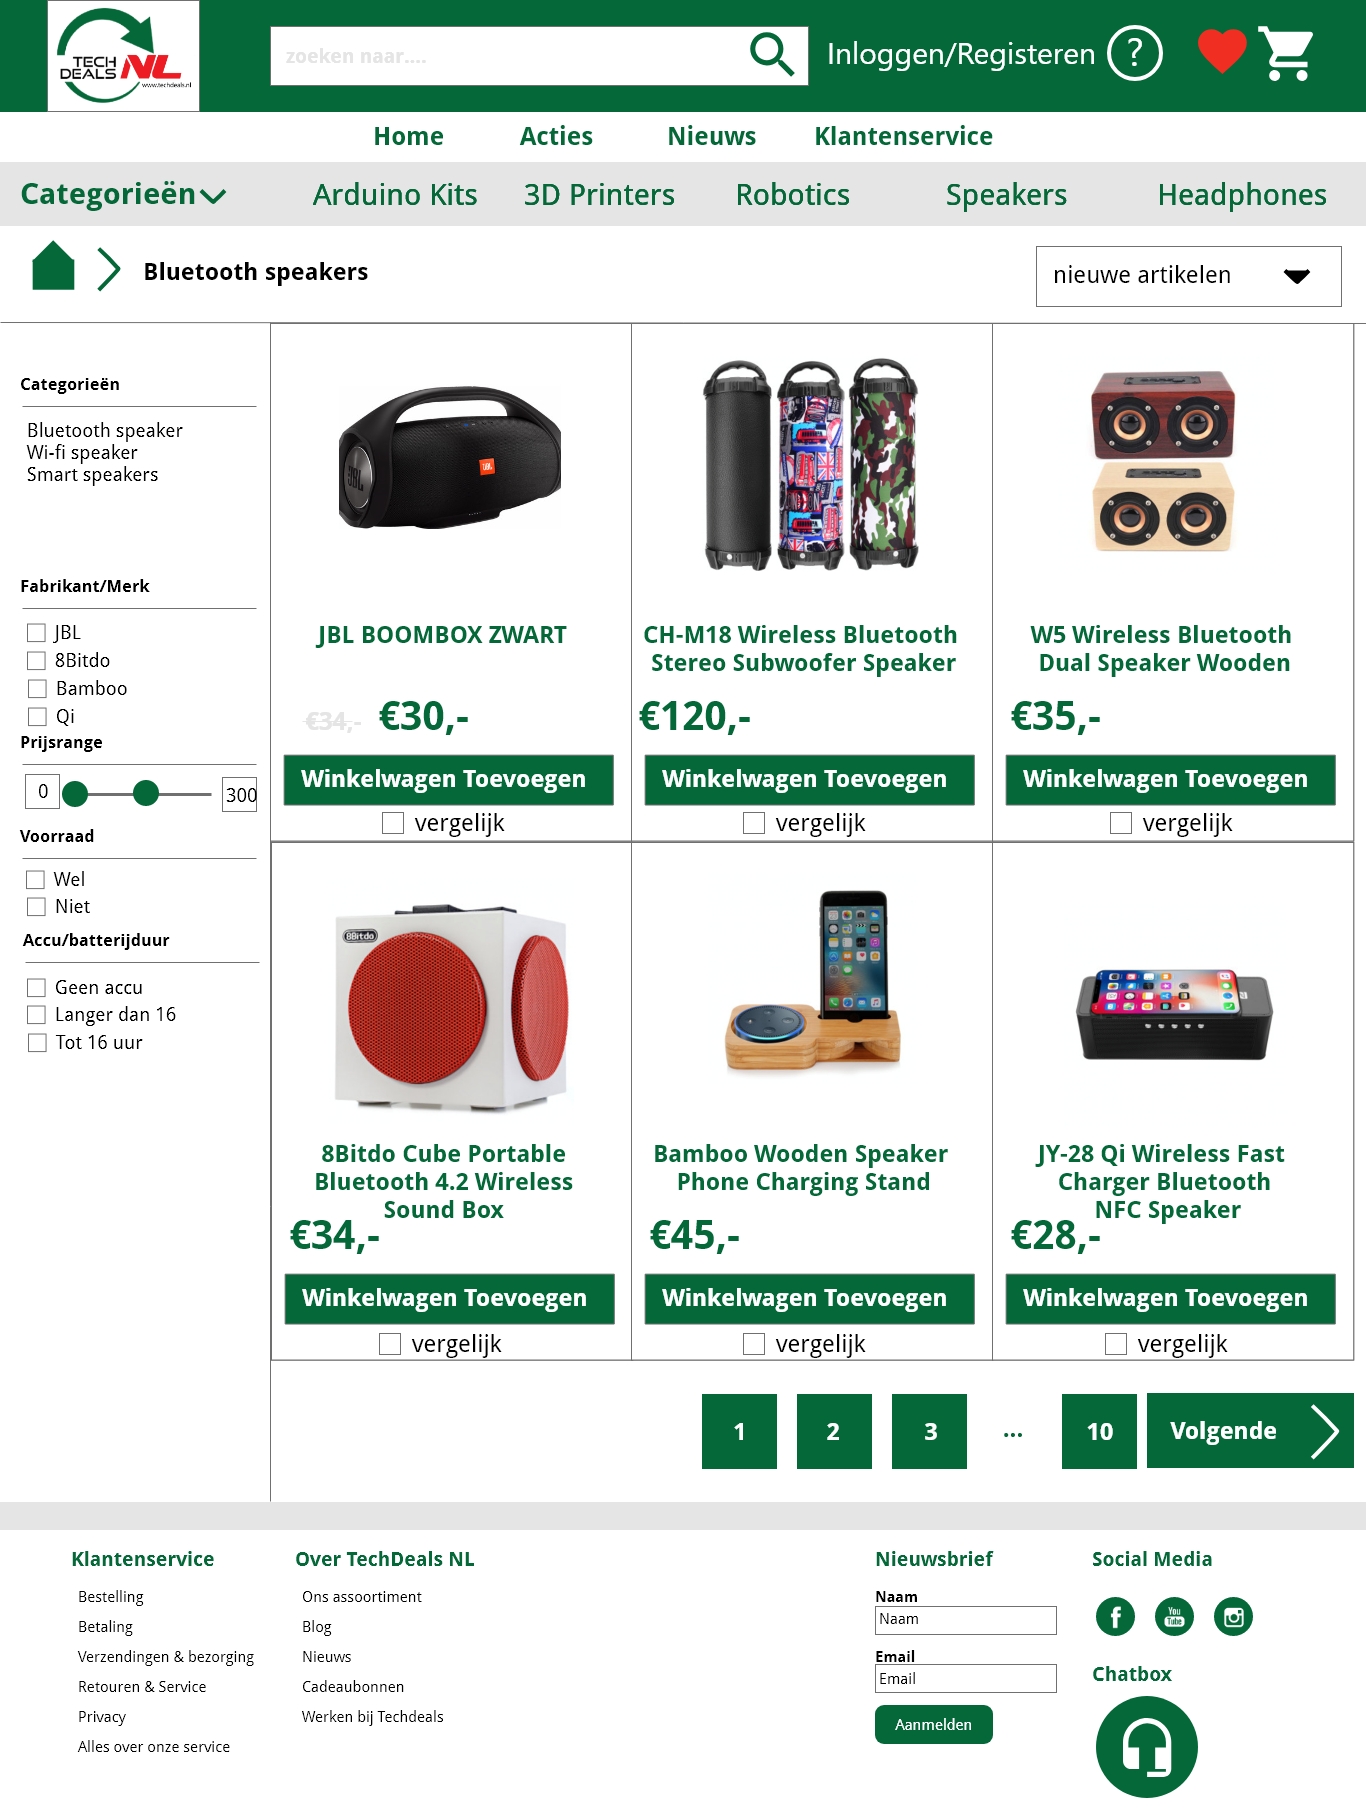 TECH
DEALS NL
www.techdeals.nl
zoeken naar....
Inloggen/Registeren
?
Home
Acties
Nieuws
Klantenservice
Categorieën
Arduino Kits
3D Printers
Robotics
Speakers
Headphones
Bluetooth speakers
nieuwe artikelen
Categorieën
Bluetooth speaker
Wi-fi speaker
Smart speakers
Fabrikant/Merk
JBL
8Bitdo
Bamboo
Qi
Prijsrange
0
300
Voorraad
Wel
Niet
Accu/batterijduur
Geen accu
Langer dan 16
Tot 16 uur
JBL
JBL
JBL BOOMBOX ZWART
€34,-
€30,-
Winkelwagen Toevoegen
vergelijk
CH-M18 Wireless Bluetooth
Stereo Subwoofer Speaker
€120,-
Winkelwagen Toevoegen
vergelijk
W5 Wireless Bluetooth
Dual Speaker Wooden
€35,-
Winkelwagen Toevoegen
vergelijk
8Bitdo
8Bitdo Cube Portable
Bluetooth 4.2 Wireless
Sound Box
€34,-
Winkelwagen Toevoegen
vergelijk
Bamboo Wooden Speaker
Phone Charging Stand
€45,-
Winkelwagen Toevoegen
vergelijk
JY-28 Qi Wireless Fast
Charger Bluetooth
NFC Speaker
€28,-
Winkelwagen Toevoegen
vergelijk
1
2
3
...
10
Volgende
Klantenservice
Bestelling
Betaling
Verzendingen & bezorging
Retouren & Service
Privacy
Alles over onze service
Over TechDeals NL
Ons assoortiment
Blog
Nieuws
Cadeaubonnen
Werken bij Techdeals
Nieuwsbrief
Naam
Naam
Email
Email
Aanmelden
Social Media
f
You
Tube
Chatbox